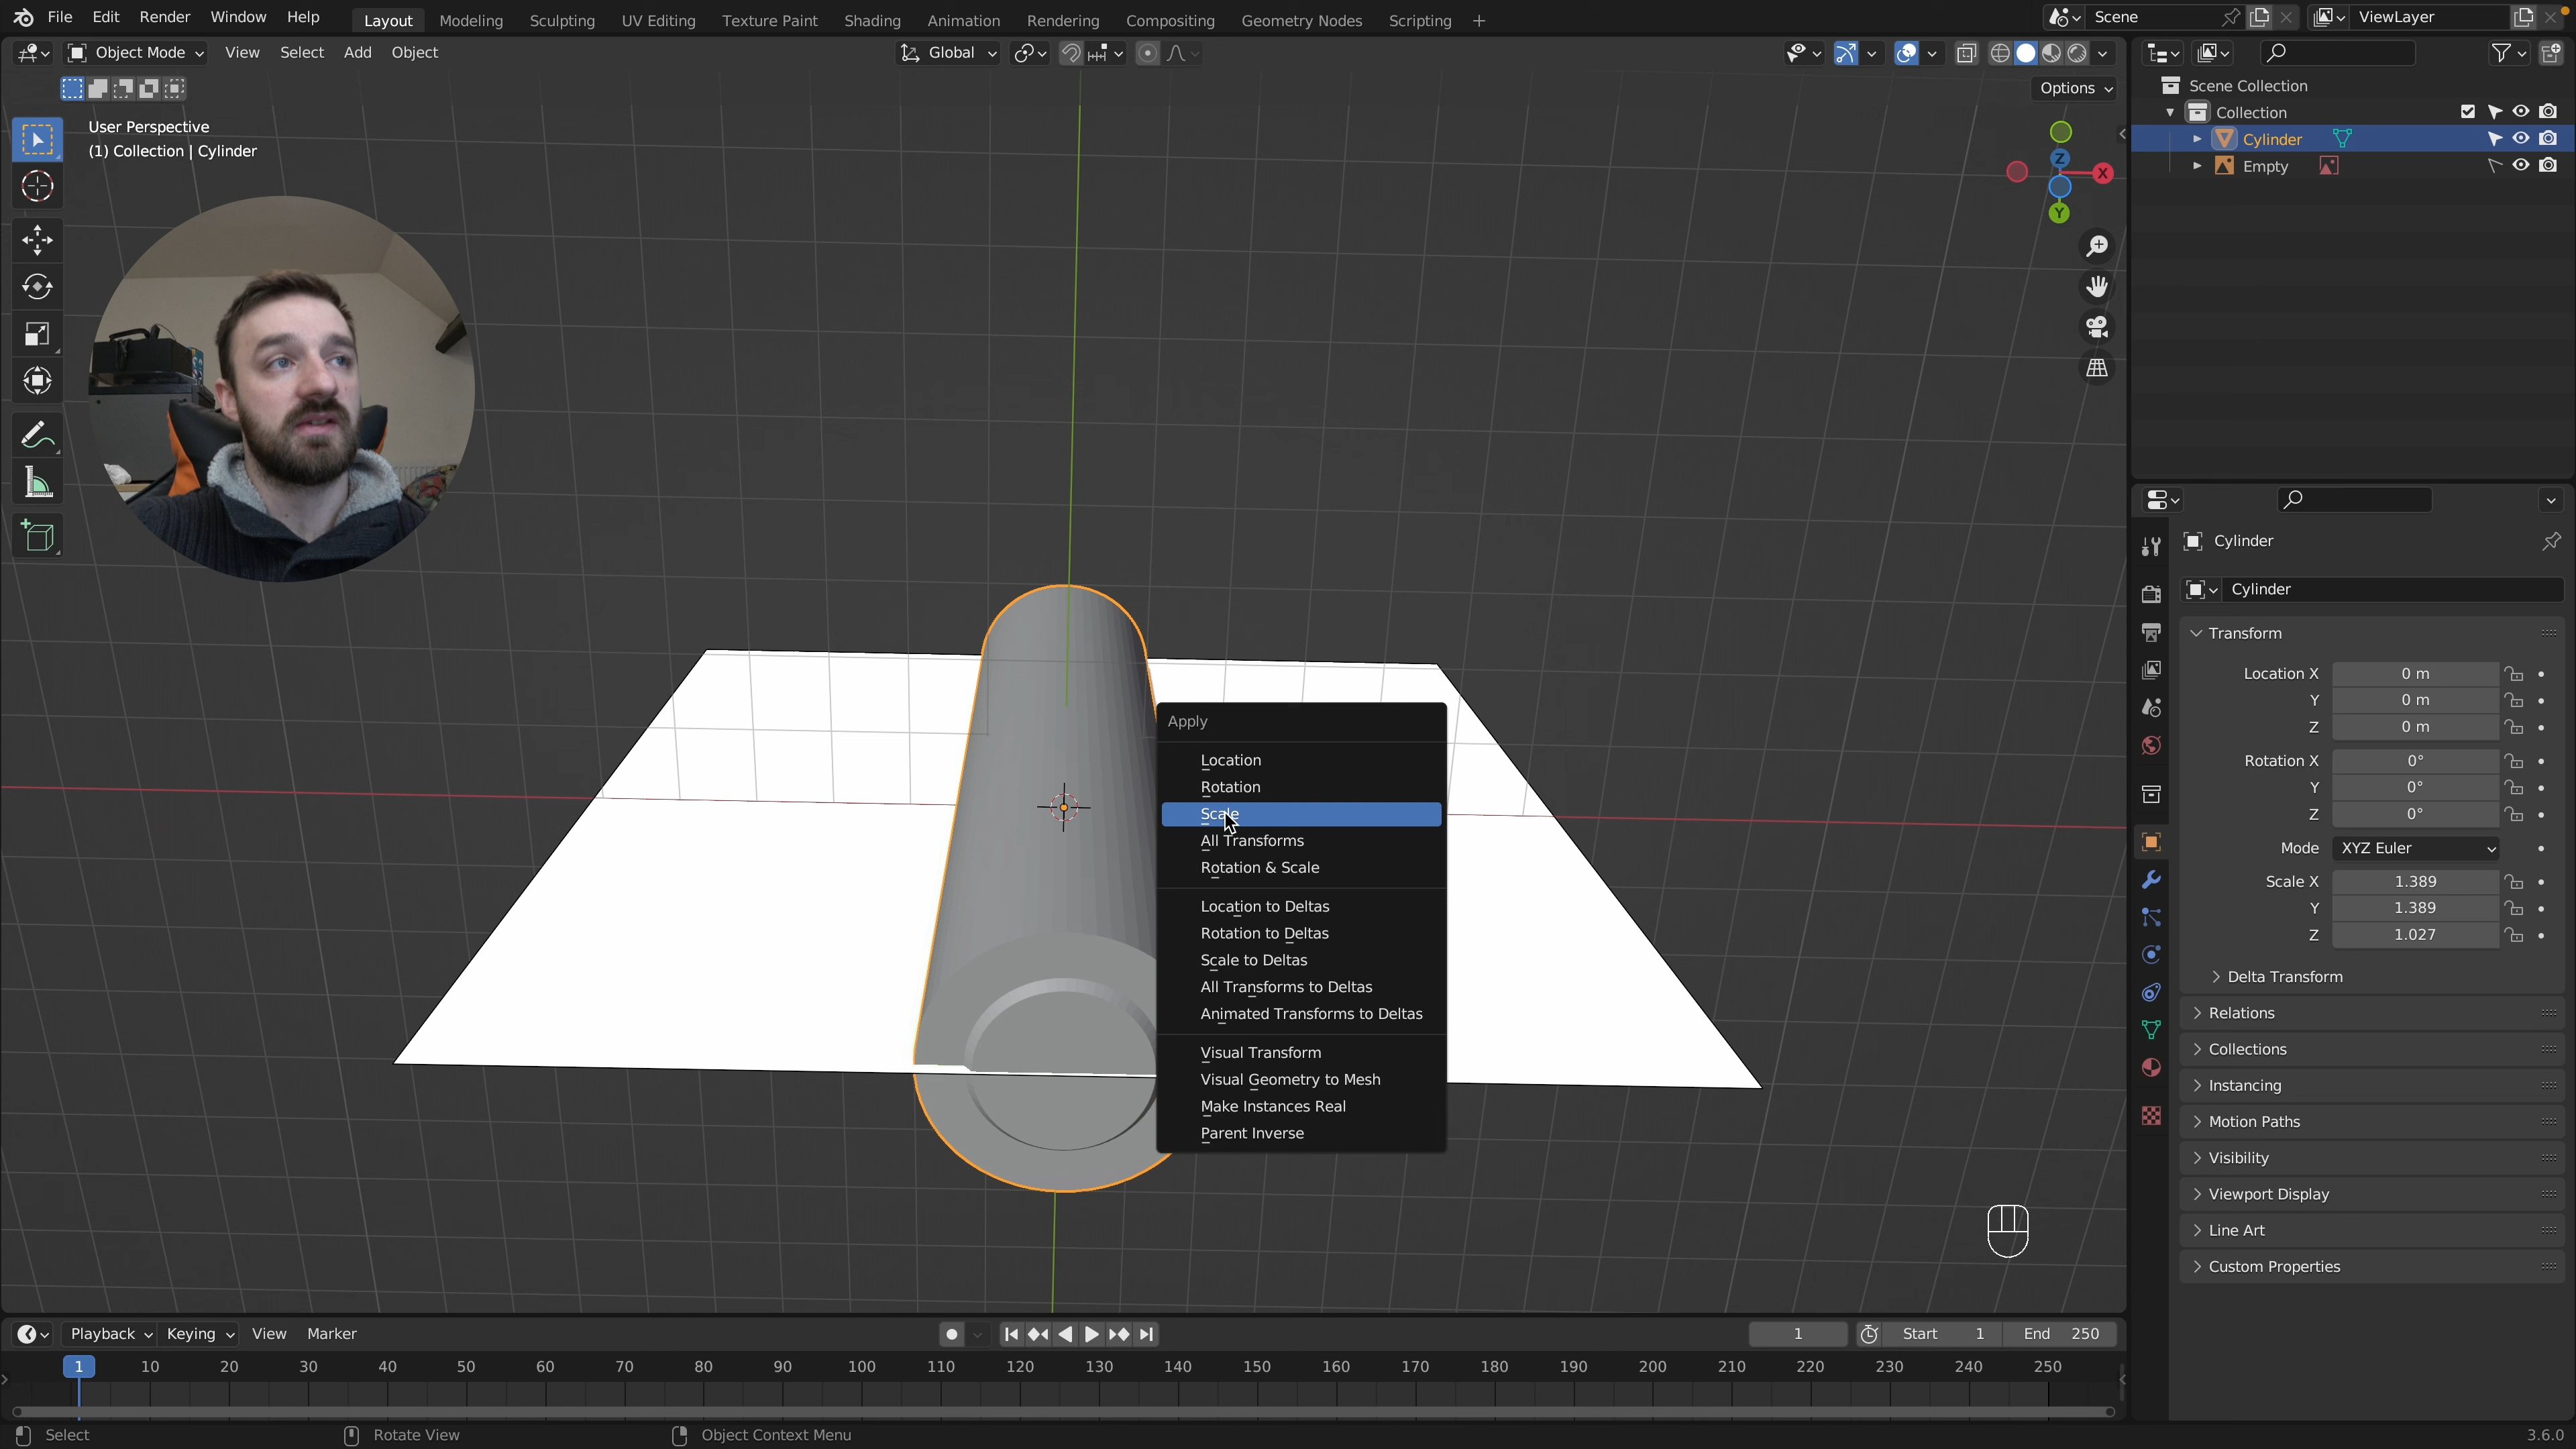 File Edit Render Window Help Layout Modeling Sculpting UV Editing Texture Paint Shading Animation Rendering Compositing Geometry Nodes Scripting + Scene ViewLayer
Object Mode View Select Add Object Global
Options
User Perspective
(1) Collection | Cylinder
Z
X
Y
Scene Collection
Collection
Cylinder
Empty
Apply
Location
Rotation
Scale
All Transforms
Rotation & Scale
Location to Deltas
Rotation to Deltas
Scale to Deltas
All Transforms to Deltas
Animated Transforms to Deltas
Visual Transform
Visual Geometry to Mesh
Make Instances Real
Parent Inverse
Cylinder
Cylinder
Transform
Location X 0 m
Y 0 m
Z 0 m
Rotation X 0°
Y 0°
Z 0°
Mode XYZ Euler
Scale X 1.389
Y 1.389
Z 1.027
Delta Transform
Relations
Collections
Instancing
Motion Paths
Visibility
Viewport Display
Line Art
Custom Properties
Playback Keying View Marker 1 Start 1 End 250
1 10 20 30 40 50 60 70 80 90 100 110 120 130 140 150 160 170 180 190 200 210 220 230 240 250
Select Rotate View Object Context Menu 3.6.0